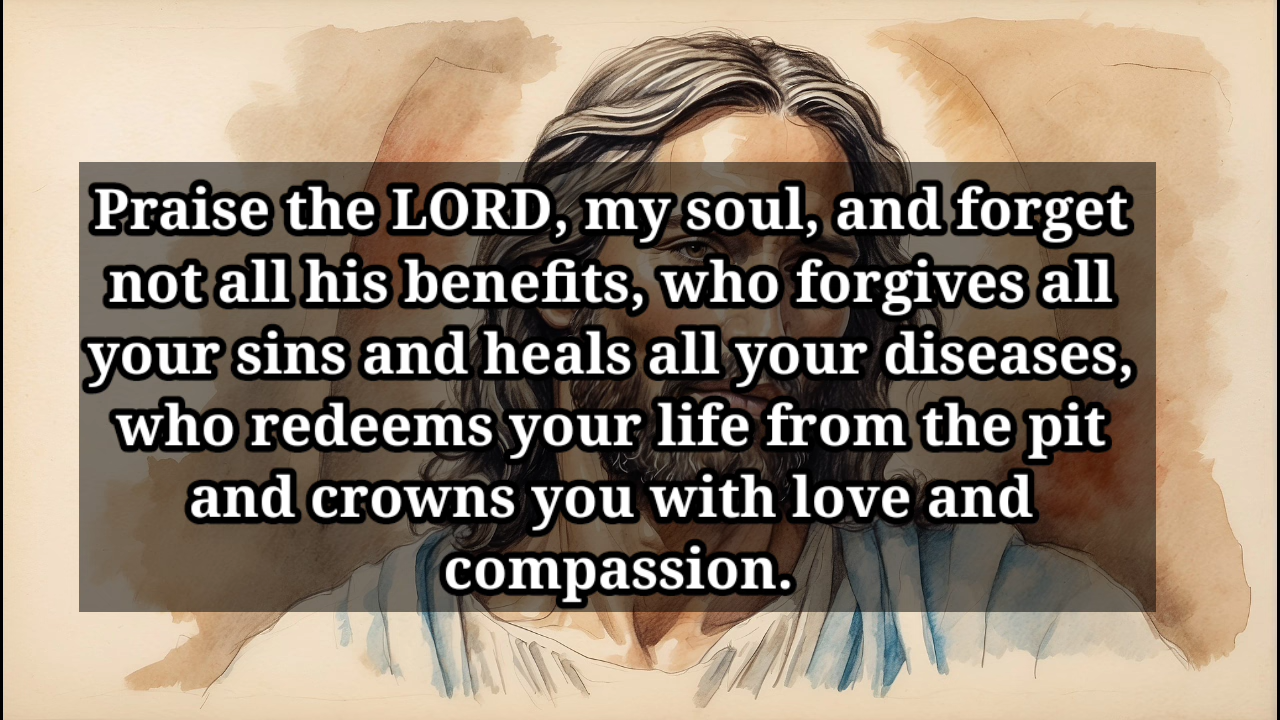 Praise the LORD, my soul, and forget
not all his benefits, who forgives all
your sins and heals all your diseases,
who redeems your life from the pit
and crowns you with love and
compassion.